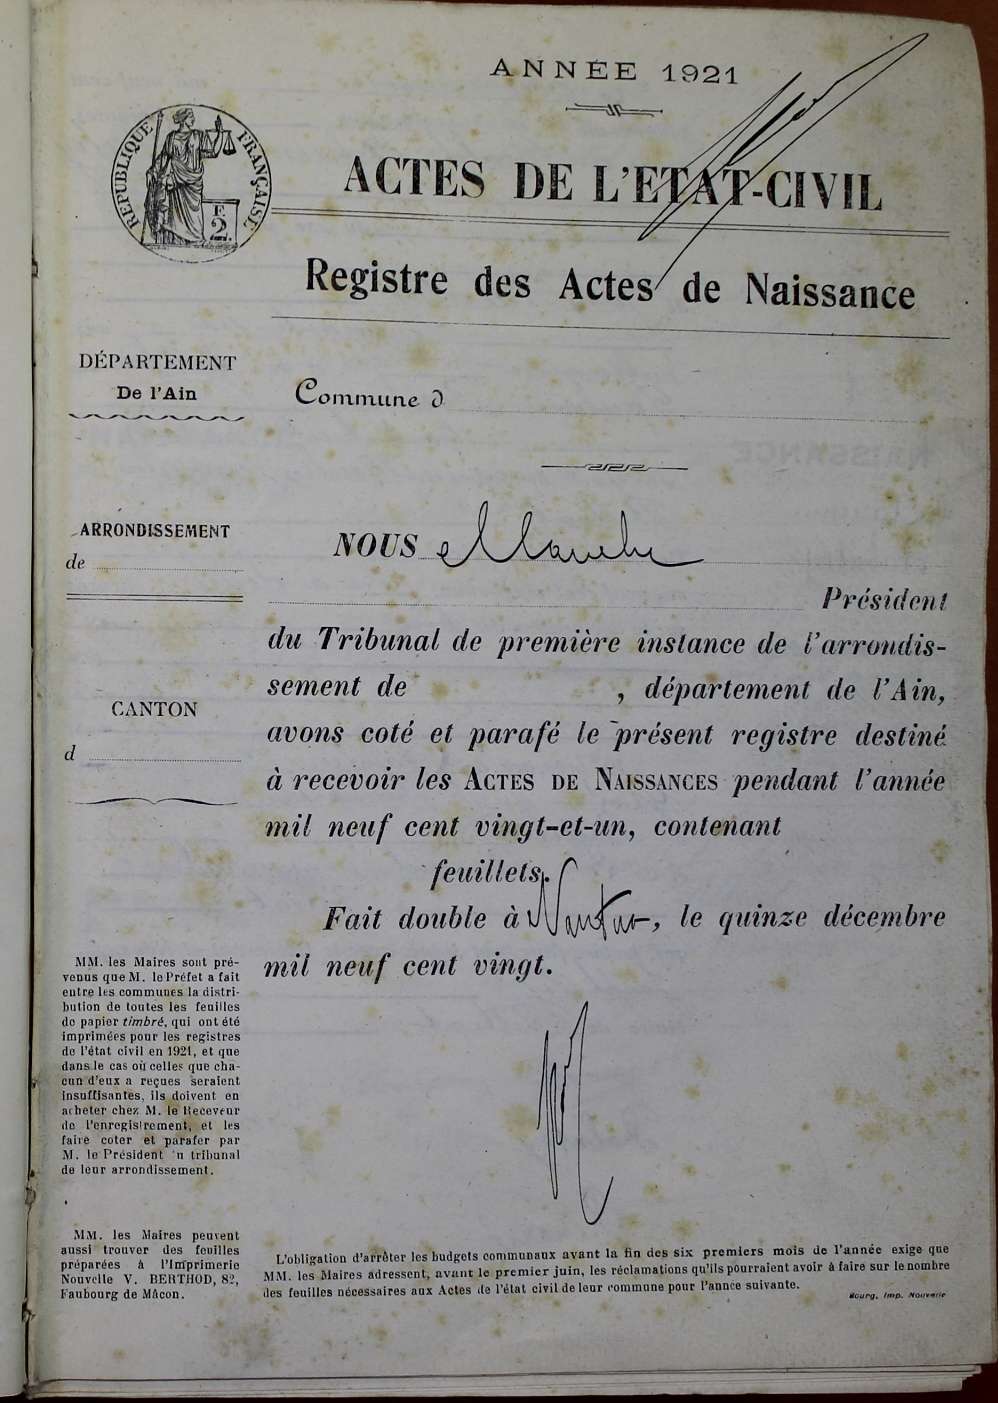 ANNÉE 1921
RÉPUBLIQUE FRANÇAISE
F.
2.
ACTES DE L'ETAT-CIVIL
Registre des Actes de Naissance
DÉPARTEMENT
De l'Ain
Commune d
ARRONDISSEMENT
de
CANTON
d
NOUS
Président
du Tribunal de première instance de l'arrondis-
sement de , département de l'Ain,
avons coté et parafé le présent registre destiné
à recevoir les ACTES DE NAISSANCES pendant l'année
mil neuf cent vingt-et-un, contenant
feuillets.
Fait double à Nantua, le quinze décembre
mil neuf cent vingt.
MM. les Maires sont pré-
venus que M. le Préfet a fait
entre les communes la distri-
bution de toutes les feuilles
de papier timbré, qui ont été
imprimées pour les registres
de l'état civil en 1921, et que
dans le cas où celles que cha-
cun d'eux a reçues seraient
insuffisantes, ils doivent en
acheter chez M. le Receveur
de l'enregistrement, et les
faire coter et parafer par
M. le Président 'u tribunal
de leur arrondissement.
MM. les Maires peuvent
aussi trouver des feuilles
préparées à l'Imprimerie
Nouvelle V. BERTHOD, 82,
Faubourg de Mâcon.
L'obligation d'arrêter les budgets communaux avant la fin des six premiers mois de l'année exige que
MM. les Maires adressent, avant le premier juin, les réclamations qu'ils pourraient avoir à faire sur le nombre
des feuilles nécessaires aux Actes de l'état civil de leur commune pour l'année suivante.
Bourg, Imp. Nouvelle